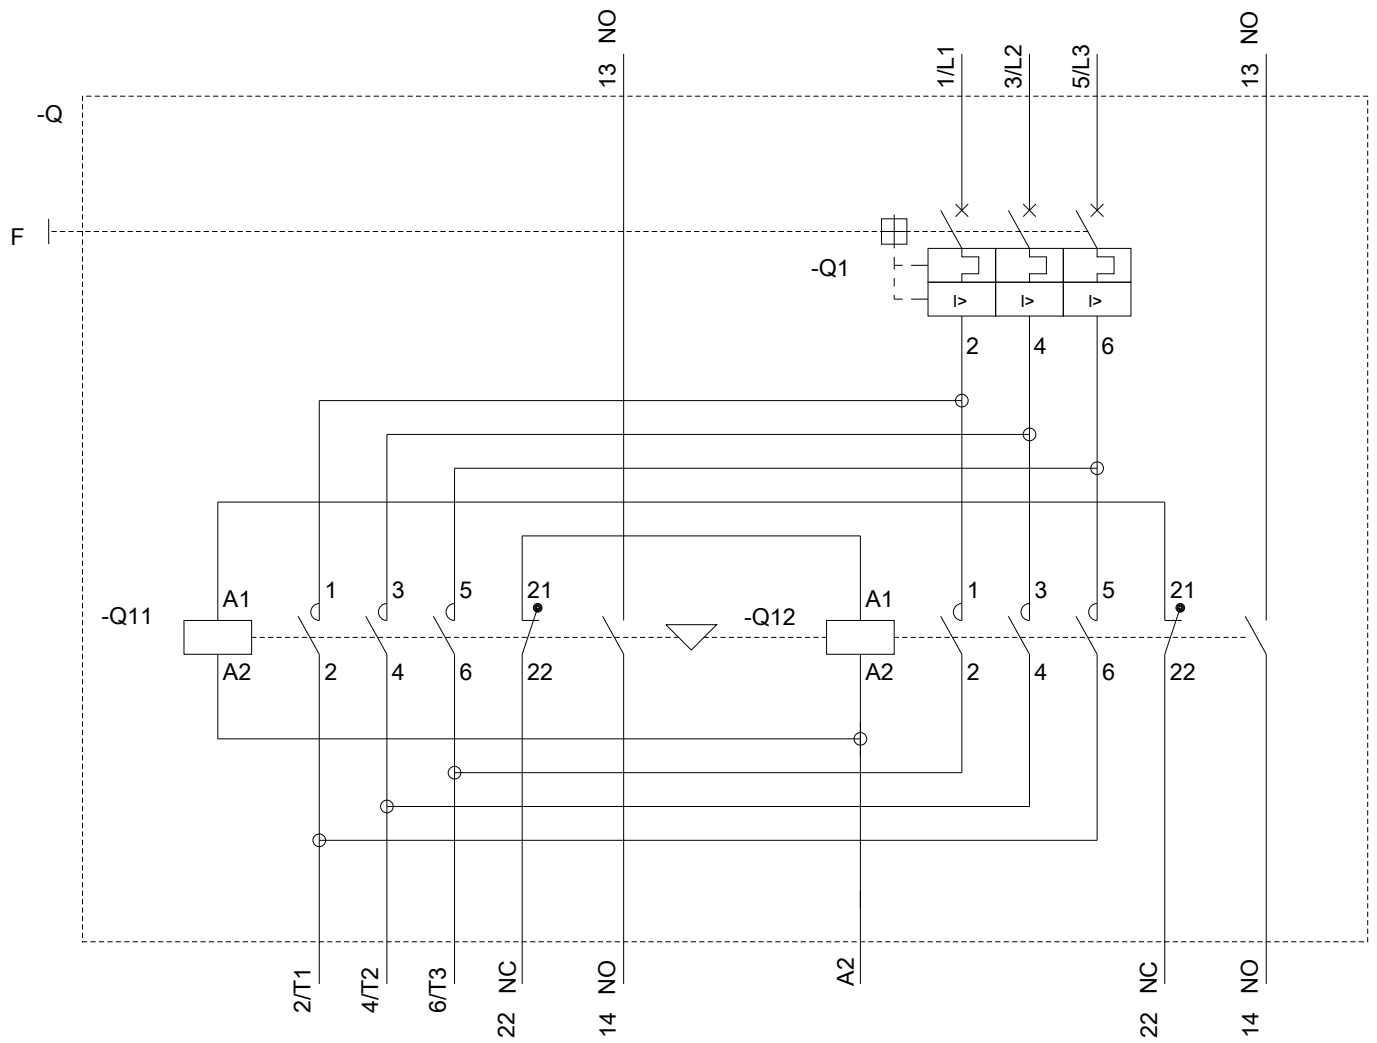 13 NO
1/L1
3/L2
5/L3
13 NO
-Q
F
-Q1
I> I> I>
2 4 6
1 3 5 21
A1
-Q11
A2
2 4 6 22
1 3 5 21
A1
-Q12
A2
2 4 6 22
2/T1
4/T2
6/T3
22 NC
14 NO
A2
22 NC
14 NO